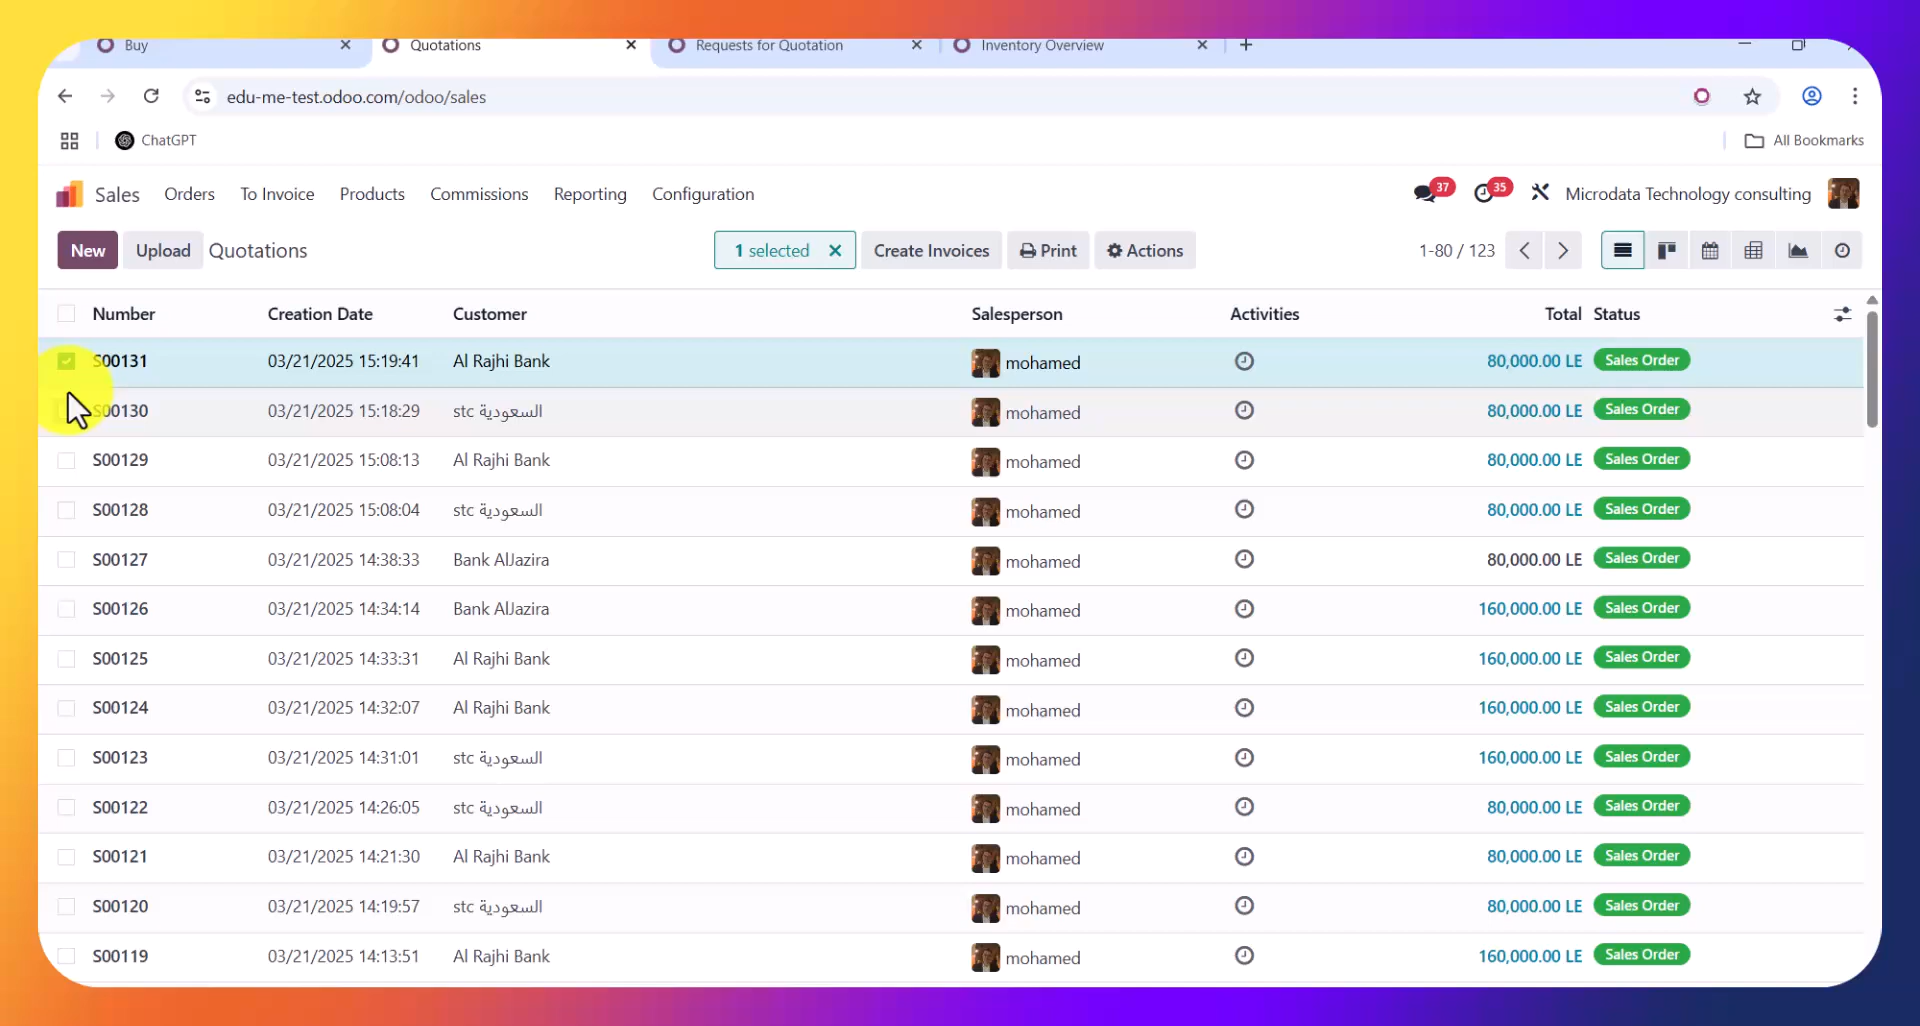 Buy
Quotations
Requests for Quotation
Inventory Overview
edu-me-test.odoo.com/odoo/sales
ChatGPT
All Bookmarks
Sales Orders To Invoice Products Commissions Reporting Configuration 37 35 Microdata Technology consulting
New Upload Quotations 1 selected Create Invoices Print Actions 1-80 / 123
Number Creation Date Customer Salesperson Activities Total Status
S00131 03/21/2025 15:19:41 Al Rajhi Bank mohamed 80,000.00 LE Sales Order
S00130 03/21/2025 15:18:29 stc السعودية mohamed 80,000.00 LE Sales Order
S00129 03/21/2025 15:08:13 Al Rajhi Bank mohamed 80,000.00 LE Sales Order
S00128 03/21/2025 15:08:04 stc السعودية mohamed 80,000.00 LE Sales Order
S00127 03/21/2025 14:38:33 Bank AlJazira mohamed 80,000.00 LE Sales Order
S00126 03/21/2025 14:34:14 Bank AlJazira mohamed 160,000.00 LE Sales Order
S00125 03/21/2025 14:33:31 Al Rajhi Bank mohamed 160,000.00 LE Sales Order
S00124 03/21/2025 14:32:07 Al Rajhi Bank mohamed 160,000.00 LE Sales Order
S00123 03/21/2025 14:31:01 stc السعودية mohamed 160,000.00 LE Sales Order
S00122 03/21/2025 14:26:05 stc السعودية mohamed 80,000.00 LE Sales Order
S00121 03/21/2025 14:21:30 Al Rajhi Bank mohamed 80,000.00 LE Sales Order
S00120 03/21/2025 14:19:57 stc السعودية mohamed 80,000.00 LE Sales Order
S00119 03/21/2025 14:13:51 Al Rajhi Bank mohamed 160,000.00 LE Sales Order